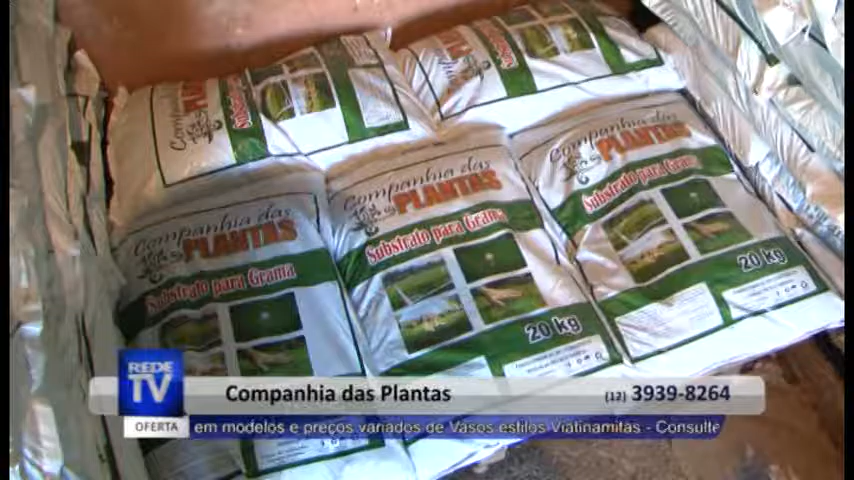 Companhia das
PLANTAS
Substrato para Grama
Companhia das
PLANTAS
Substrato para Grama
20 kg
Companhia das
PLANTAS
Substrato para Grama
20 kg
REDE
TV
OFERTA
Companhia das Plantas
(12) 3939-8264
em modelos e preços variados de Vasos estilos Viatinamitas - Consulte